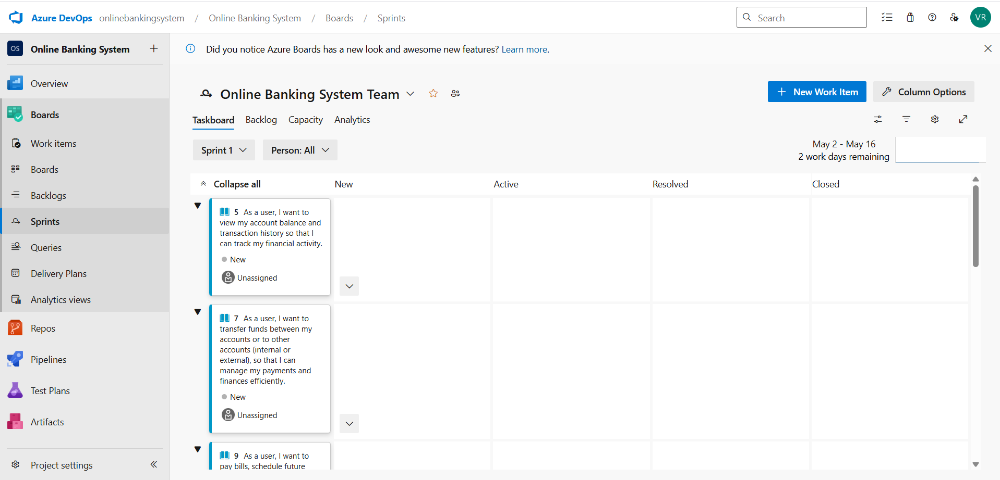 Azure DevOps onlinebankingsystem / Online Banking System / Boards / Sprints
Search
VR
OS Online Banking System
Did you notice Azure Boards has a new look and awesome new features? Learn more.
Overview
Boards
Work items
Boards
Backlogs
Sprints
Queries
Delivery Plans
Analytics views
Repos
Pipelines
Test Plans
Artifacts
Project settings
Online Banking System Team
New Work Item
Column Options
Taskboard Backlog Capacity Analytics
Sprint 1
Person: All
May 2 - May 16
2 work days remaining
Collapse all New Active Resolved Closed
5 As a user, I want to
view my account balance and
transaction history so that I
can track my financial activity.
New
Unassigned
7 As a user, I want to
transfer funds between my
accounts or to other
accounts (internal or
external), so that I can
manage my payments and
finances efficiently.
New
Unassigned
9 As a user, I want to
pay bills, schedule future